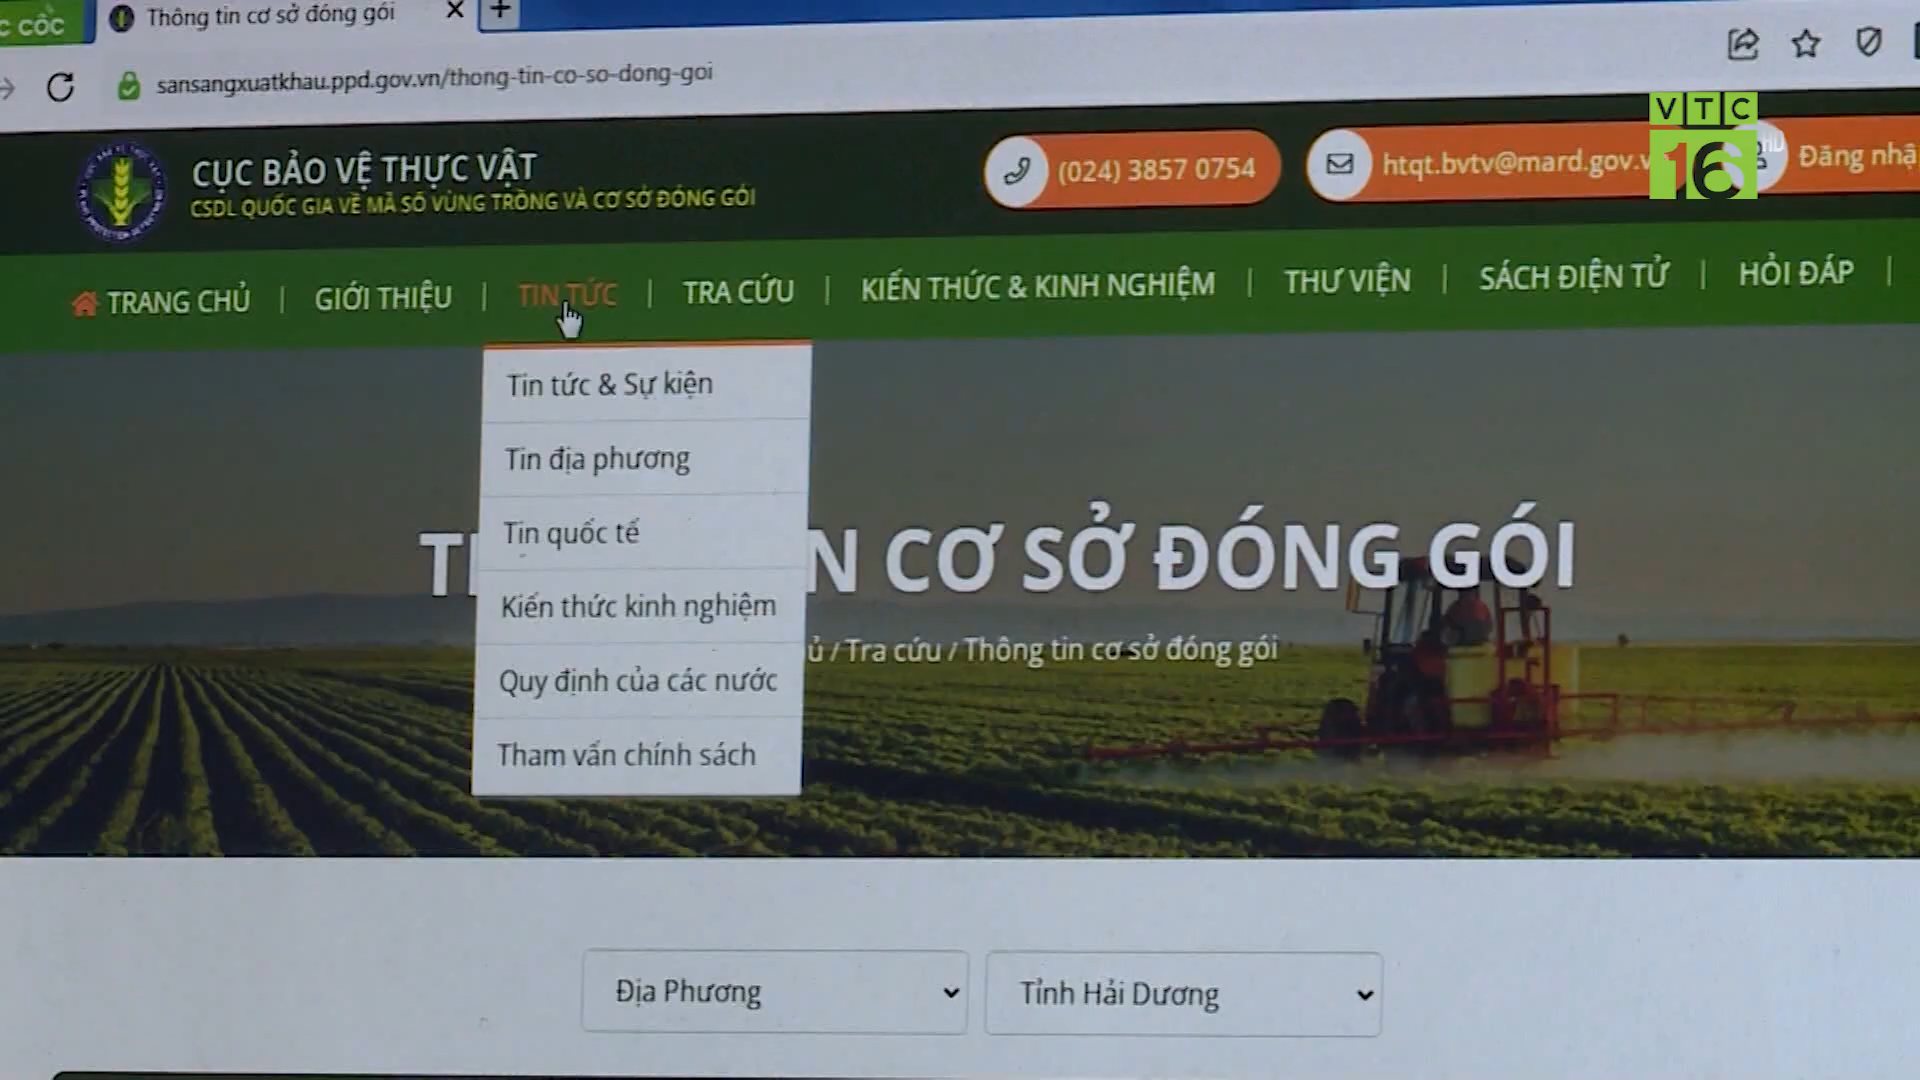 CỐC
Thông tin cơ sở đóng gói
sansangxuatkhau.ppd.gov.vn/thong-tin-co-so-dong-goi
VTC
16
HD
CỤC BẢO VỆ THỰC VẬT
CSDL QUỐC GIA VỀ MÃ SỐ VÙNG TRỒNG VÀ CƠ SỞ ĐÓNG GÓI
(024) 3857 0754
htqt.bvtv@mard.gov.v
Đăng nhậ
TRANG CHỦ | GIỚI THIỆU | TIN TỨC | TRA CỨU | KIẾN THỨC & KINH NGHIỆM | THƯ VIỆN | SÁCH ĐIỆN TỬ | HỎI ĐÁP |
Tin tức & Sự kiện
Tin địa phương
Tin quốc tế
Kiến thức kinh nghiệm
Quy định của các nước
Tham vấn chính sách
N CƠ SỞ ĐÓNG GÓI
ủ / Tra cứu / Thông tin cơ sở đóng gói
Địa Phương
Tỉnh Hải Dương